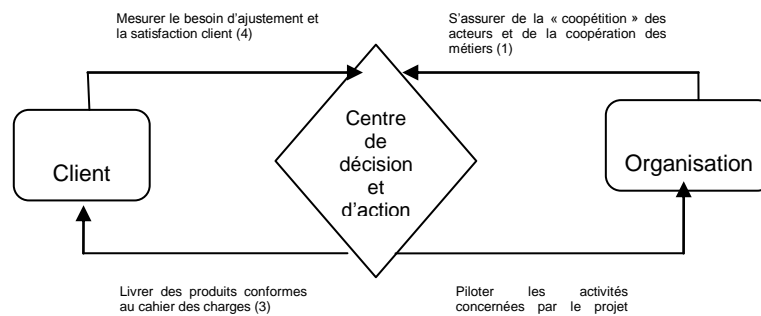 Mesurer le besoin d'ajustement et
la satisfaction client (4)
S'assurer de la « coopétition » des
acteurs et de la coopération des
métiers (1)
Client
Centre
de
décision
et
d'action
Organisation
Livrer des produits conformes
au cahier des charges (3)
Piloter les activités
concernées par le projet